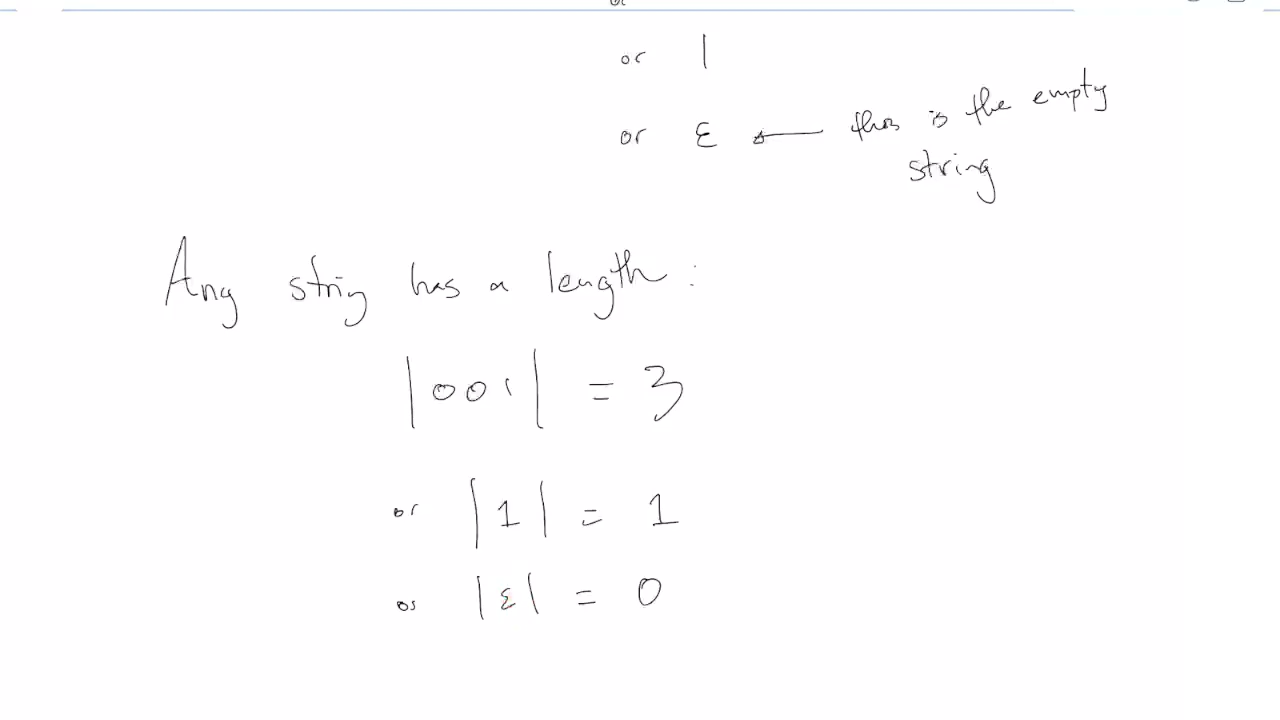 or 1
or ε ← this is the empty
string
Any string has a length :
|001| = 3
or |1| = 1
or |ε| = 0